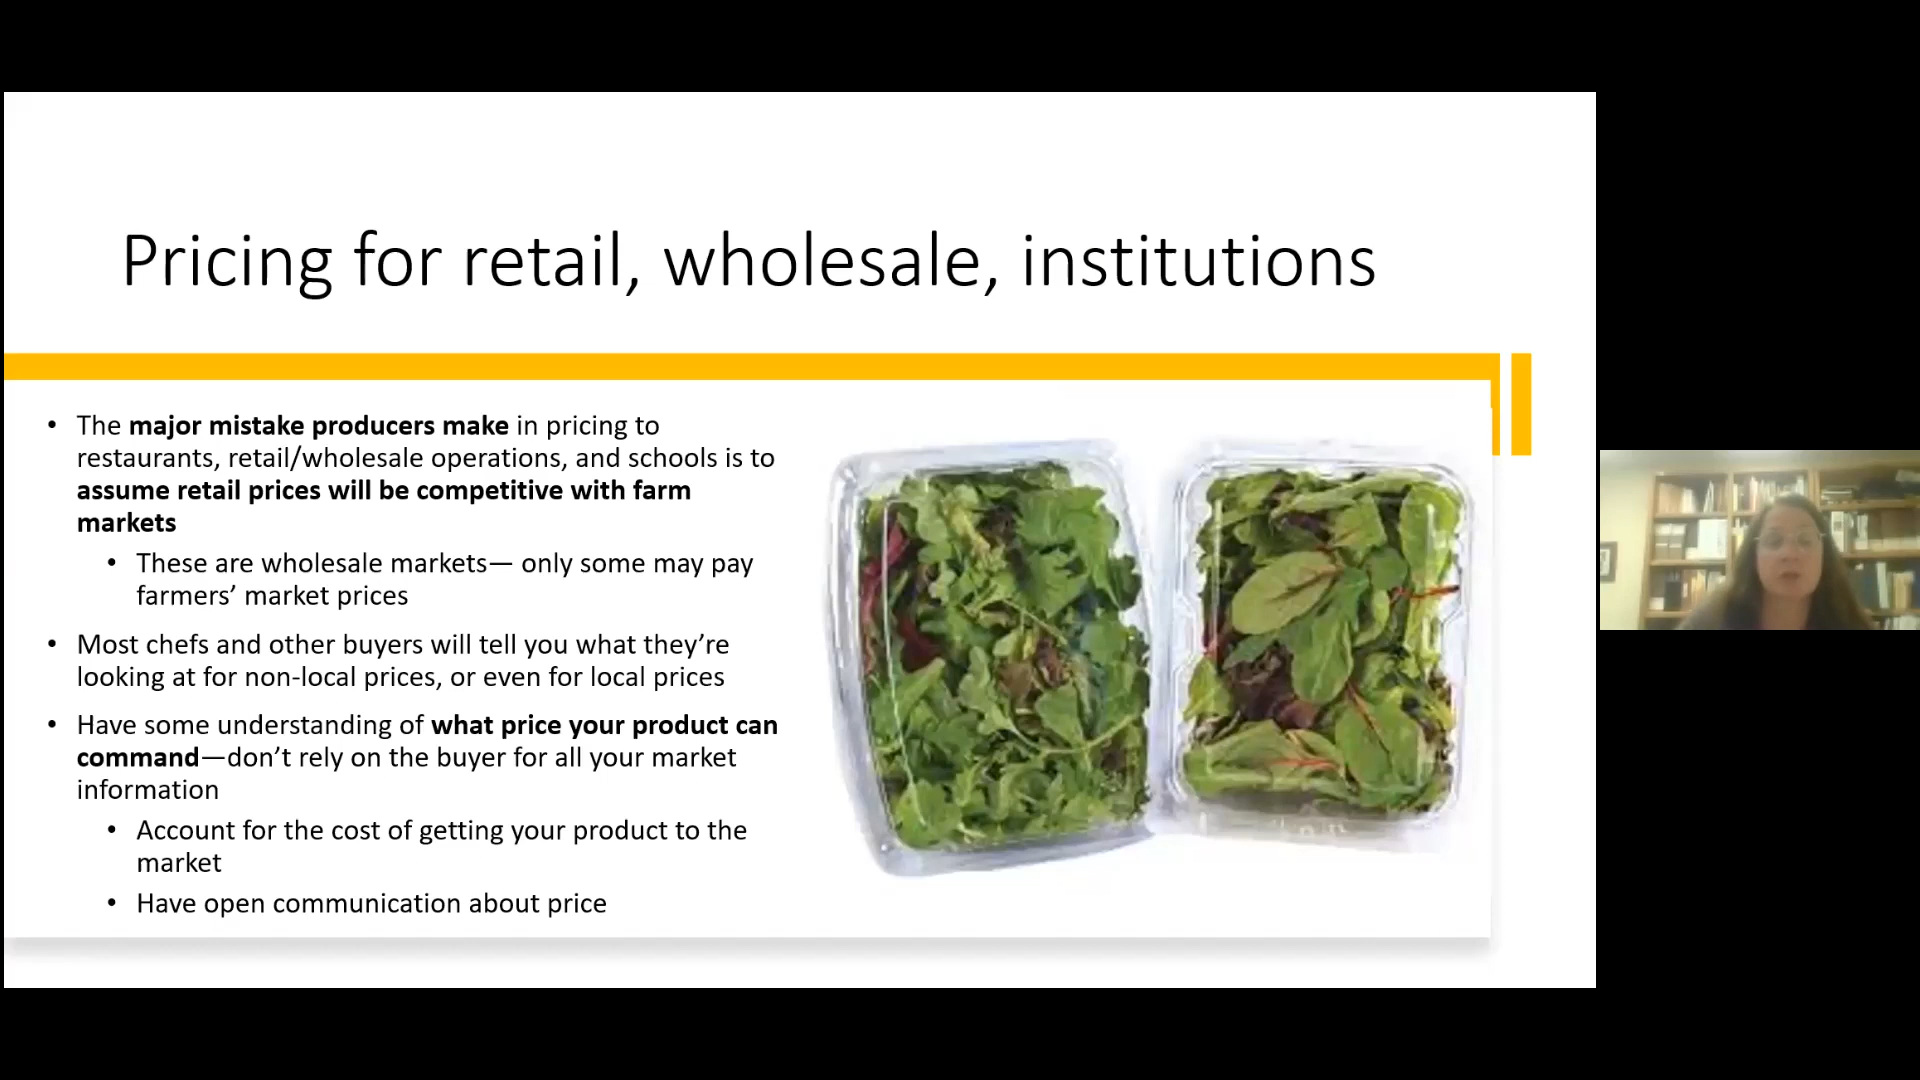 Pricing for retail, wholesale, institutions
• The major mistake producers make in pricing to
restaurants, retail/wholesale operations, and schools is to
assume retail prices will be competitive with farm
markets
• These are wholesale markets— only some may pay
farmers’ market prices
• Most chefs and other buyers will tell you what they’re
looking at for non-local prices, or even for local prices
• Have some understanding of what price your product can
command—don’t rely on the buyer for all your market
information
• Account for the cost of getting your product to the
market
• Have open communication about price